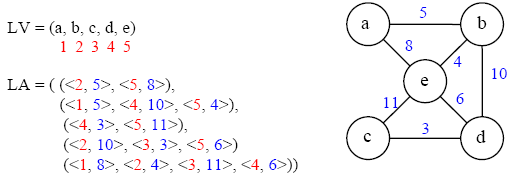 LV = (a, b, c, d, e)
1 2 3 4 5
LA = ( (<2, 5>, <5, 8>),
(<1, 5>, <4, 10>, <5, 4>),
(<4, 3>, <5, 11>),
(<2, 10>, <3, 3>, <5, 6>)
(<1, 8>, <2, 4>, <3, 11>, <4, 6>))
a 5 b
8 4
e 10
11 6
c 3 d